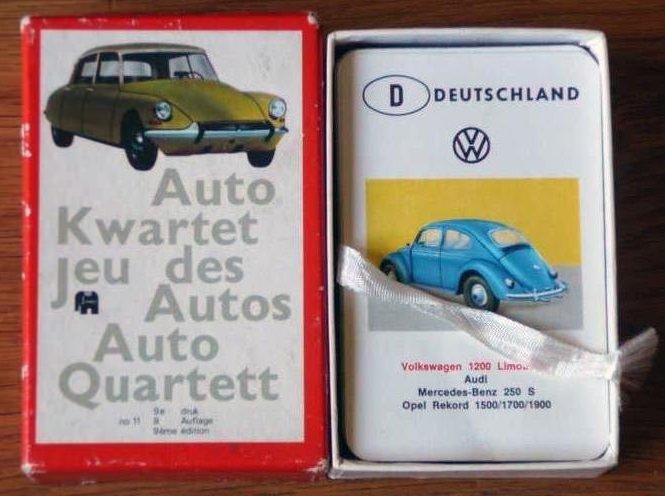 Auto
Kwartet
Jeu des
Autos
Auto
Quartett
no 11
9e druk
9 Auflage
9ème édition
D DEUTSCHLAND
VW
Volkswagen 1200
Audi
Mercedes-Benz 250 S
Opel Rekord 1500/1700/1900